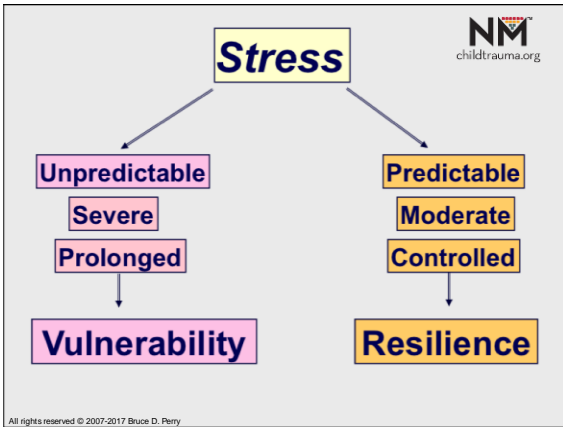 NM
childtrauma.org
Stress
Unpredictable
Severe
Prolonged
Vulnerability
Predictable
Moderate
Controlled
Resilience
All rights reserved © 2007-2017 Bruce D. Perry